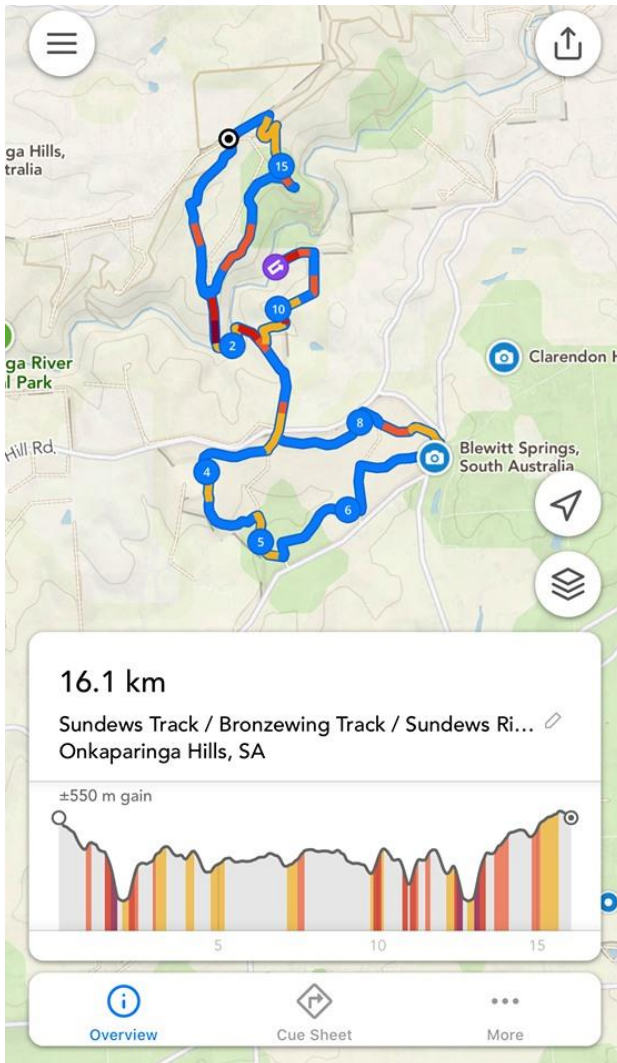 ga Hills,
tralia
15
10
2
ga River
al Park
Clarendon H
Hill Rd.
8
Blewitt Springs,
South Australia
4
6
5
16.1 km
Sundews Track / Bronzewing Track / Sundews Ri...
Onkaparinga Hills, SA
±550 m gain
5 10 15
Overview Cue Sheet More